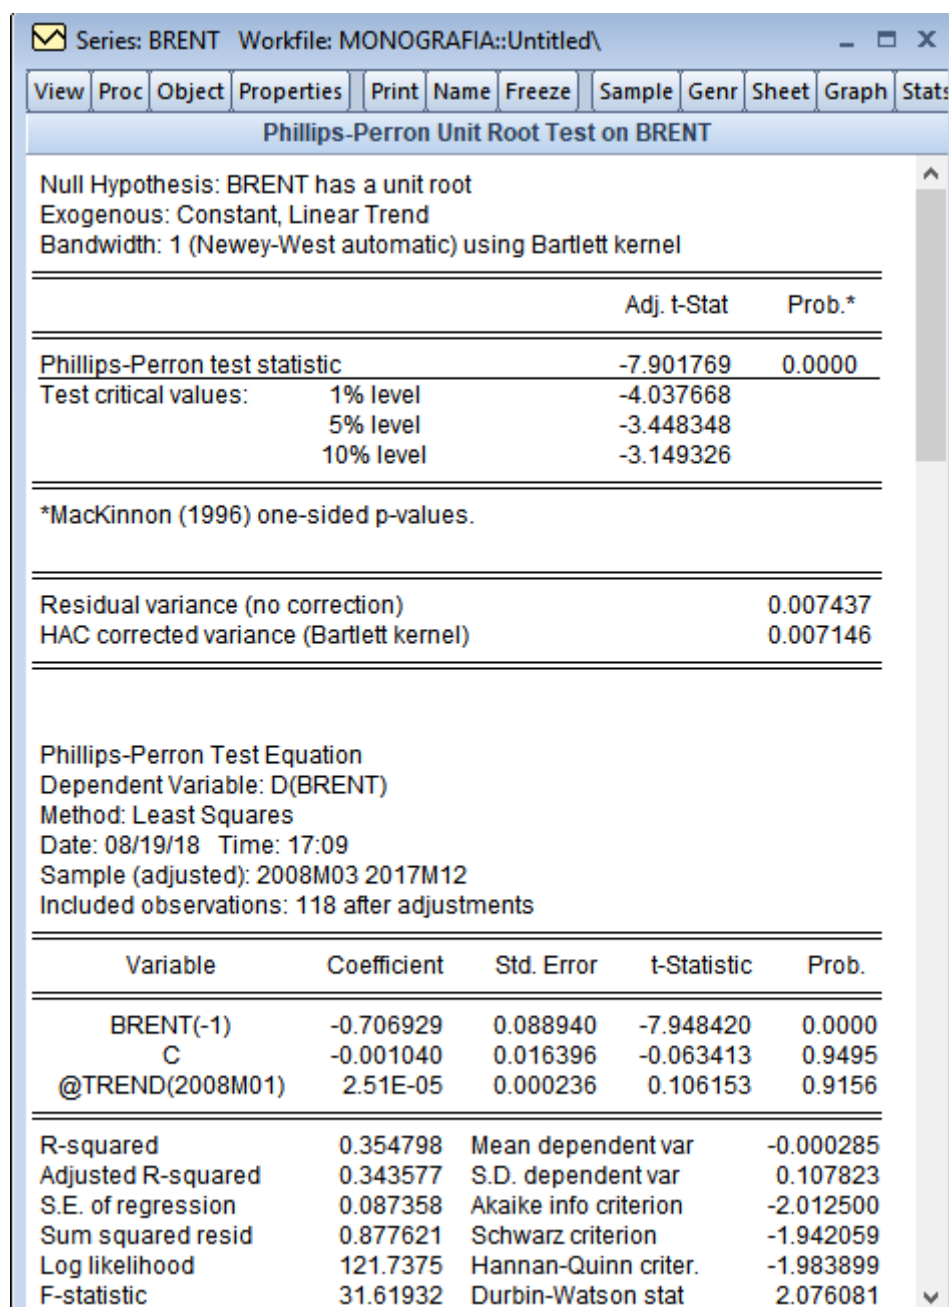 Series: BRENT Workfile: MONOGRAFIA::Untitled\
View Proc Object Properties Print Name Freeze Sample Genr Sheet Graph Stats
Phillips-Perron Unit Root Test on BRENT
Null Hypothesis: BRENT has a unit root
Exogenous: Constant, Linear Trend
Bandwidth: 1 (Newey-West automatic) using Bartlett kernel
Adj. t-Stat Prob.*
Phillips-Perron test statistic -7.901769 0.0000
Test critical values: 1% level -4.037668
5% level -3.448348
10% level -3.149326
*MacKinnon (1996) one-sided p-values.
Residual variance (no correction) 0.007437
HAC corrected variance (Bartlett kernel) 0.007146
Phillips-Perron Test Equation
Dependent Variable: D(BRENT)
Method: Least Squares
Date: 08/19/18 Time: 17:09
Sample (adjusted): 2008M03 2017M12
Included observations: 118 after adjustments
Variable Coefficient Std. Error t-Statistic Prob.
BRENT(-1) -0.706929 0.088940 -7.948420 0.0000
C -0.001040 0.016396 -0.063413 0.9495
@TREND(2008M01) 2.51E-05 0.000236 0.106153 0.9156
R-squared 0.354798 Mean dependent var -0.000285
Adjusted R-squared 0.343577 S.D. dependent var 0.107823
S.E. of regression 0.087358 Akaike info criterion -2.012500
Sum squared resid 0.877621 Schwarz criterion -1.942059
Log likelihood 121.7375 Hannan-Quinn criter. -1.983899
F-statistic 31.61932 Durbin-Watson stat 2.076081